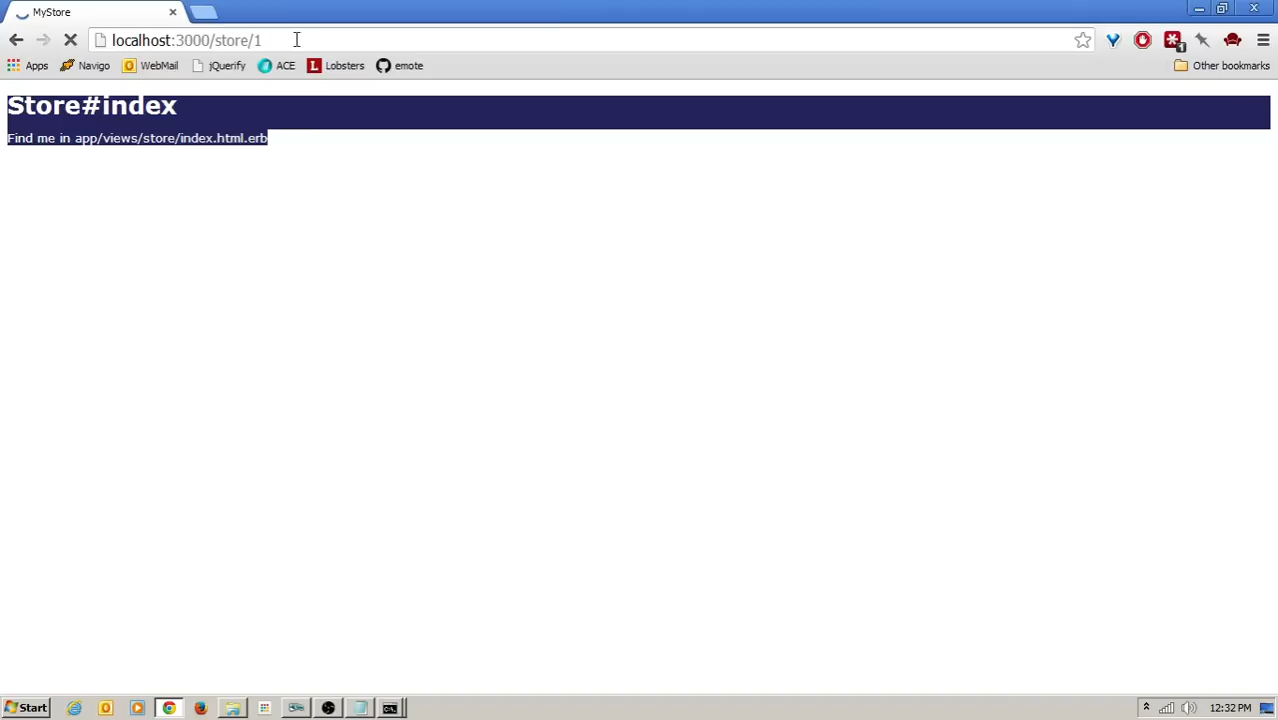 MyStore
localhost:3000/store/1
Apps Navigo WebMail jQuerify ACE Lobsters emote Other bookmarks
Store#index
Find me in app/views/store/index.html.erb
Start 12:32 PM